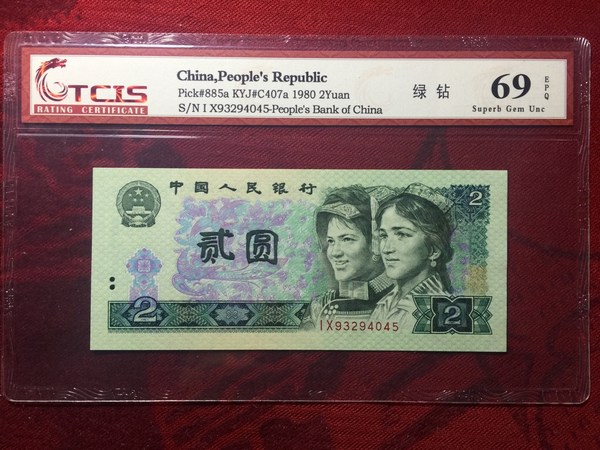 TCIS
RATING CERTIFICATE
China,People's Republic
Pick#885a KYJ#C407a 1980 2Yuan
S/N I X93294045-People's Bank of China
绿 钻
69
EPQ
Superb Gem Unc
中国人民银行
2
贰圆
2
2
IX93294045